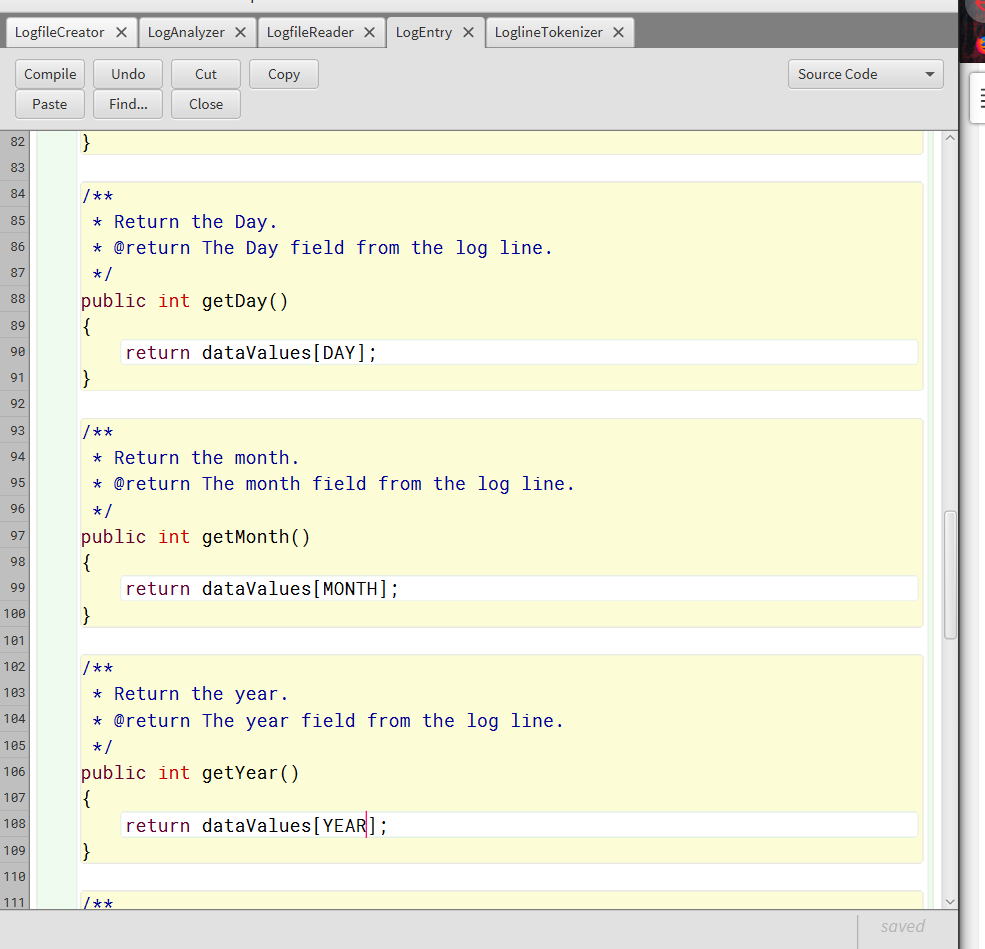 LogfileCreator × LogAnalyzer × LogfileReader × LogEntry × LoglineTokenizer ×
Compile Undo Cut Copy Source Code
Paste Find... Close
82 }
83
84 /**
85 * Return the Day.
86 * @return The Day field from the log line.
87 */
88 public int getDay()
89 {
90 return dataValues[DAY];
91 }
92
93 /**
94 * Return the month.
95 * @return The month field from the log line.
96 */
97 public int getMonth()
98 {
99 return dataValues[MONTH];
100 }
101
102 /**
103 * Return the year.
104 * @return The year field from the log line.
105 */
106 public int getYear()
107 {
108 return dataValues[YEAR];
109 }
110
111 /**
saved